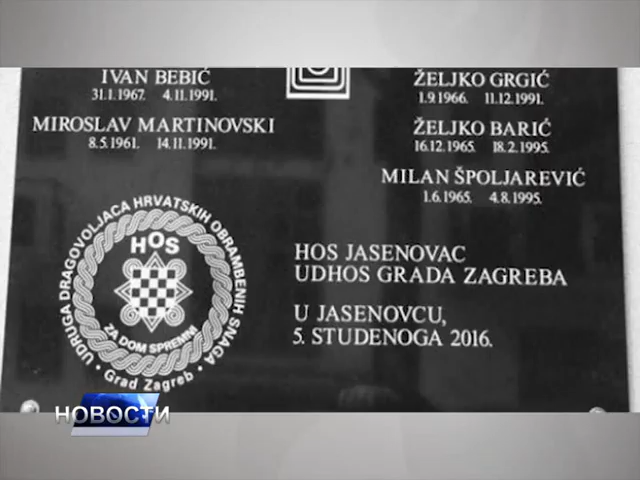 IVAN BEBIĆ
31.1.1967. 4.11.1991.
MIROSLAV MARTINOVSKI
8.5.1961. 14.11.1991.
ŽELJKO GRGIĆ
1.9.1966. 11.12.1991.
ŽELJKO BARIĆ
16.12.1965. 18.2.1995.
MILAN ŠPOLJAREVIĆ
1.6.1965. 4.8.1995.
UDRUGA DRAGOVOLJACA HRVATSKIH OBRAMBENIH SNAGA
HOS
ZA DOM SPREMNI
• Grad Zagreb •
HOS JASENOVAC
UDHOS GRADA ZAGREBA
U JASENOVCU,
5. STUDENOGA 2016.
НОВОСТИ